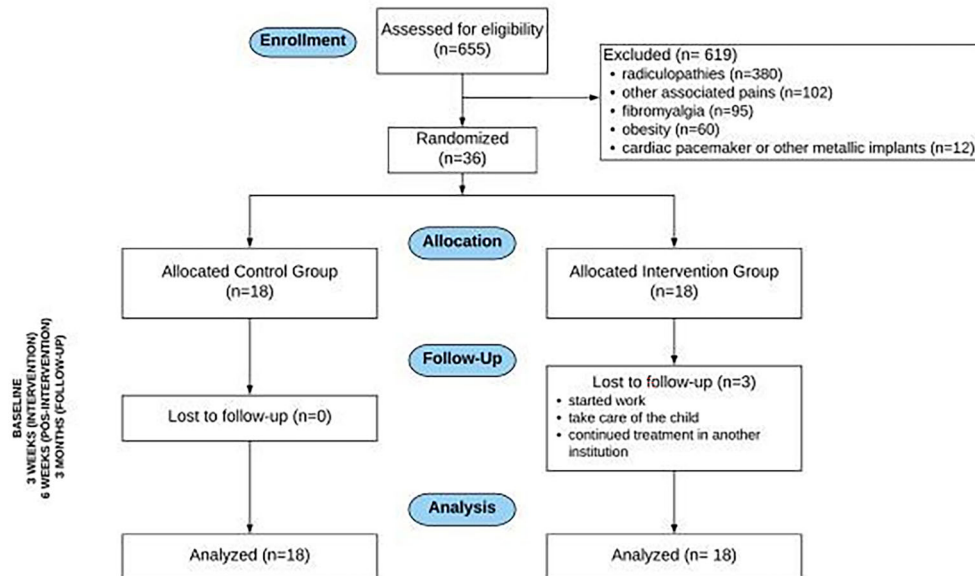 Enrollment
Assessed for eligibility
(n=655)
Excluded (n= 619)
• radiculopathies (n=380)
• other associated pains (n=102)
• fibromyalgia (n=95)
• obesity (n=60)
• cardiac pacemaker or other metallic implants (n=12)
Randomized
(n=36)
Allocation
Allocated Control Group
(n=18)
Allocated Intervention Group
(n=18)
BASELINE
3 WEEKS (INTERVENTION)
6 WEEKS (POS-INTERVENTION)
3 MONTHS (FOLLOW-UP)
Follow-Up
Lost to follow-up (n=0)
Lost to follow-up (n=3)
• started work
• take care of the child
• continued treatment in another
institution
Analysis
Analyzed (n=18)
Analyzed (n= 18)